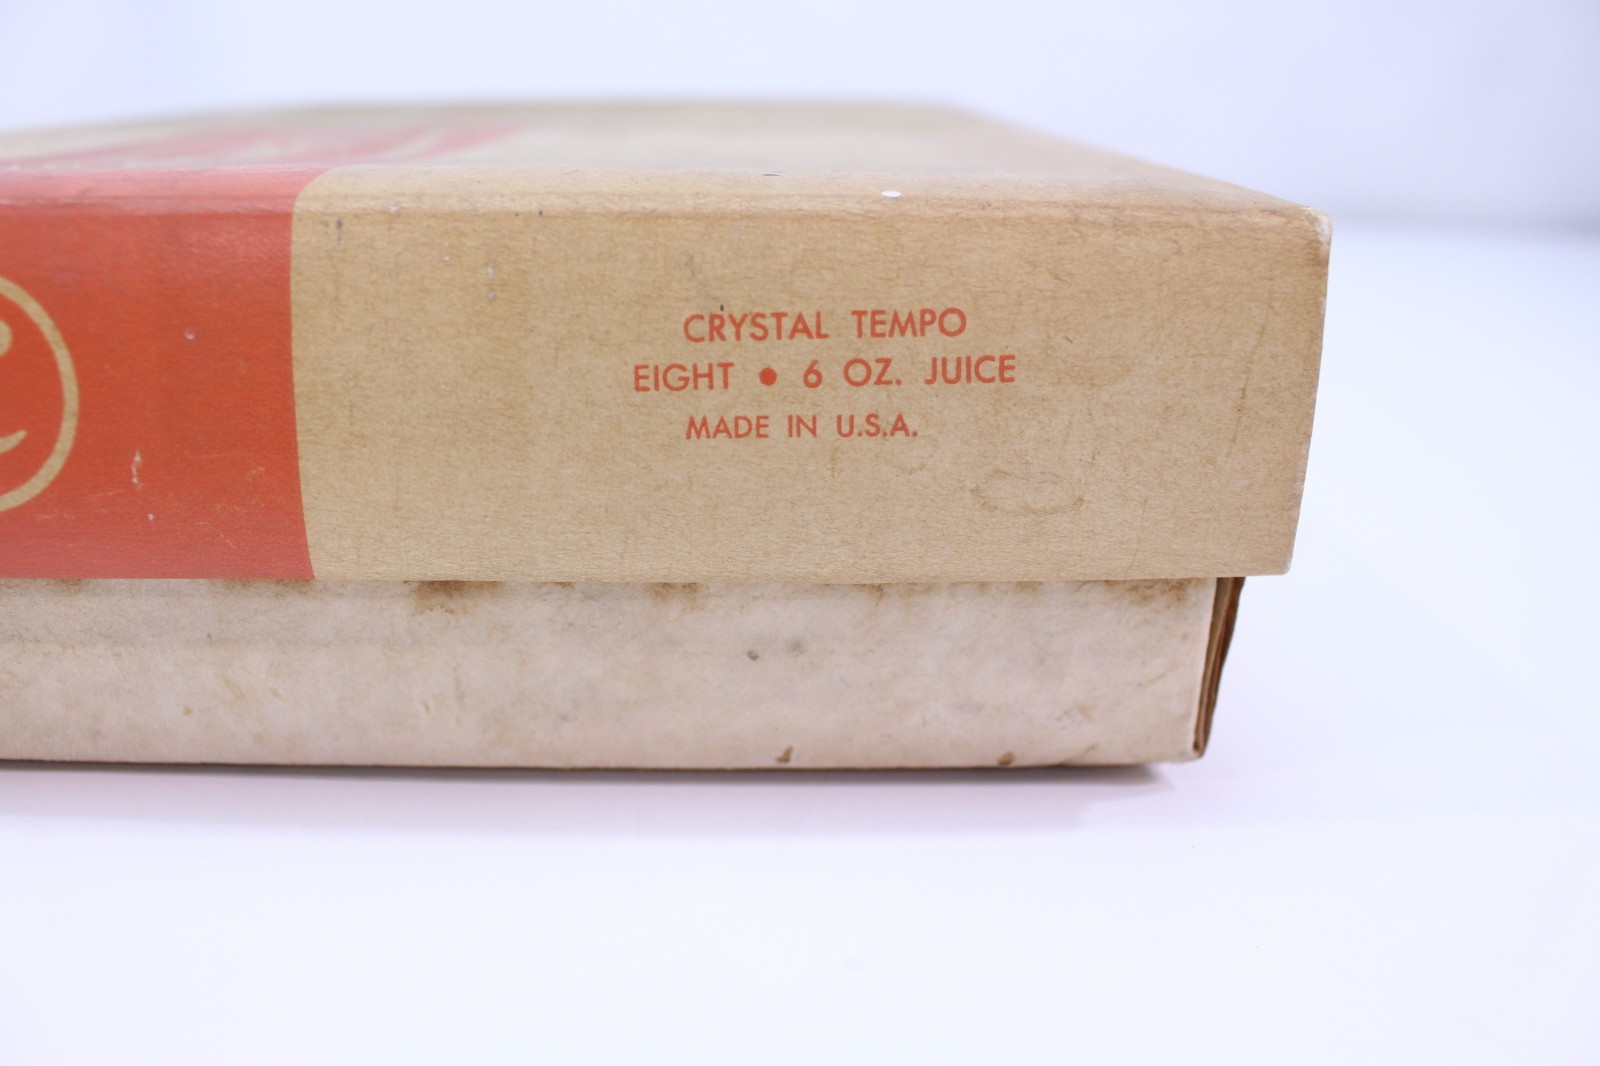 CRYSTAL TEMPO
EIGHT • 6 OZ. JUICE
MADE IN U.S.A.